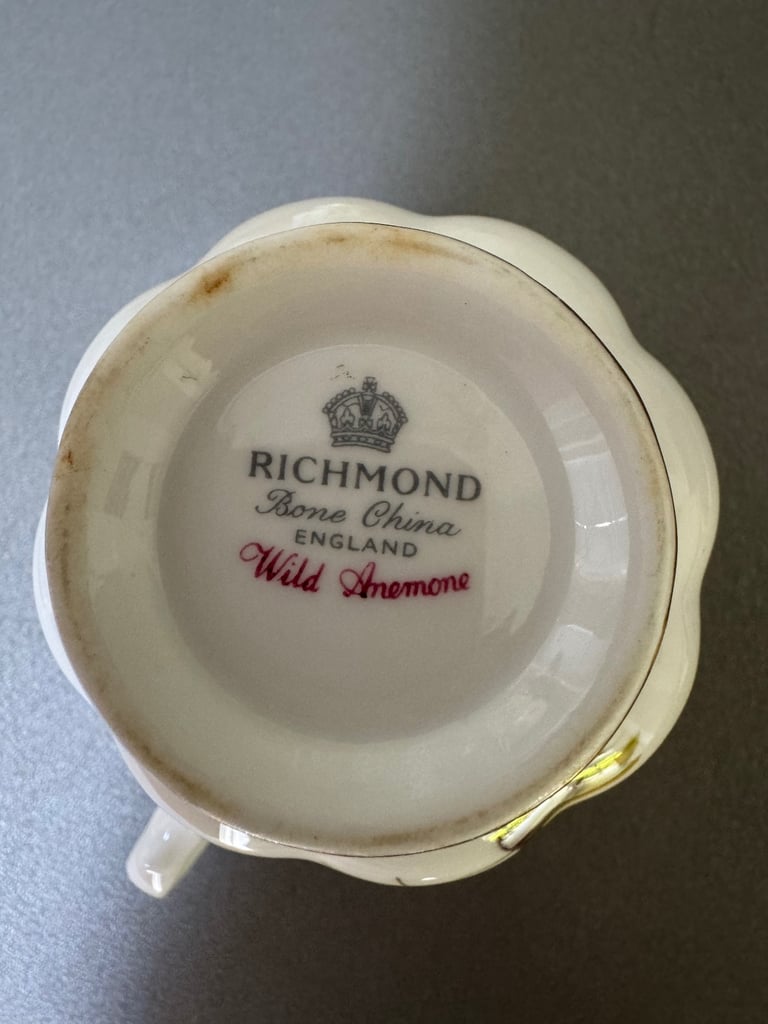 RICHMOND
Bone China
ENGLAND
Wild Anemone